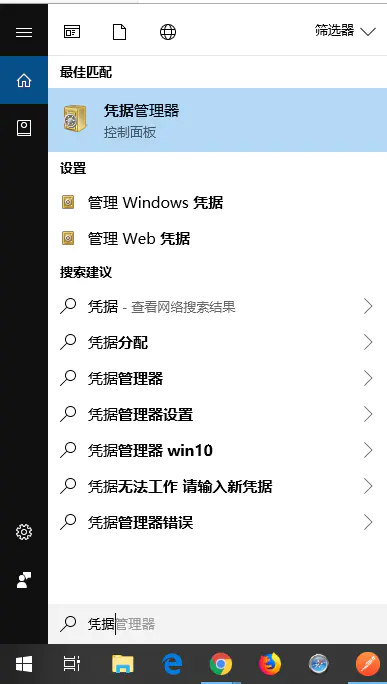 筛选器
最佳匹配
凭据管理器
控制面板
设置
管理 Windows 凭据
管理 Web 凭据
搜索建议
凭据 - 查看网络搜索结果
凭据分配
凭据管理器
凭据管理器设置
凭据管理器 win10
凭据无法工作 请输入新凭据
凭据管理器错误
凭据管理器